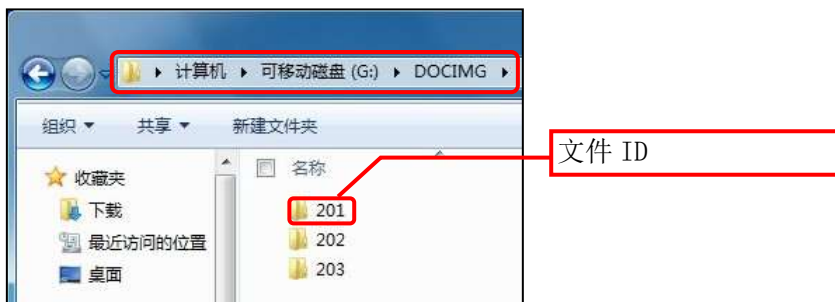 计算机 ▸ 可移动磁盘 (G:) ▸ DOCIMG ▸
组织 ▼ 共享 ▼ 新建文件夹
收藏夹
下载
最近访问的位置
桌面
名称
201
202
203
文件 ID